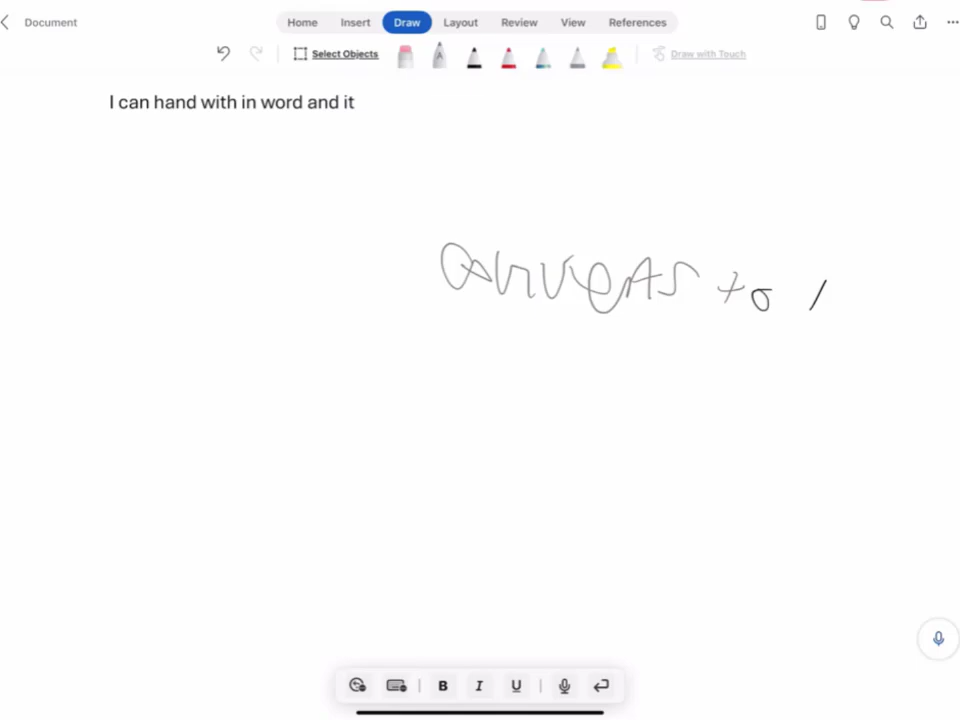 Document
Home Insert Draw Layout Review View References
Select Objects
Draw with Touch
I can hand with in word and it
to
B I U